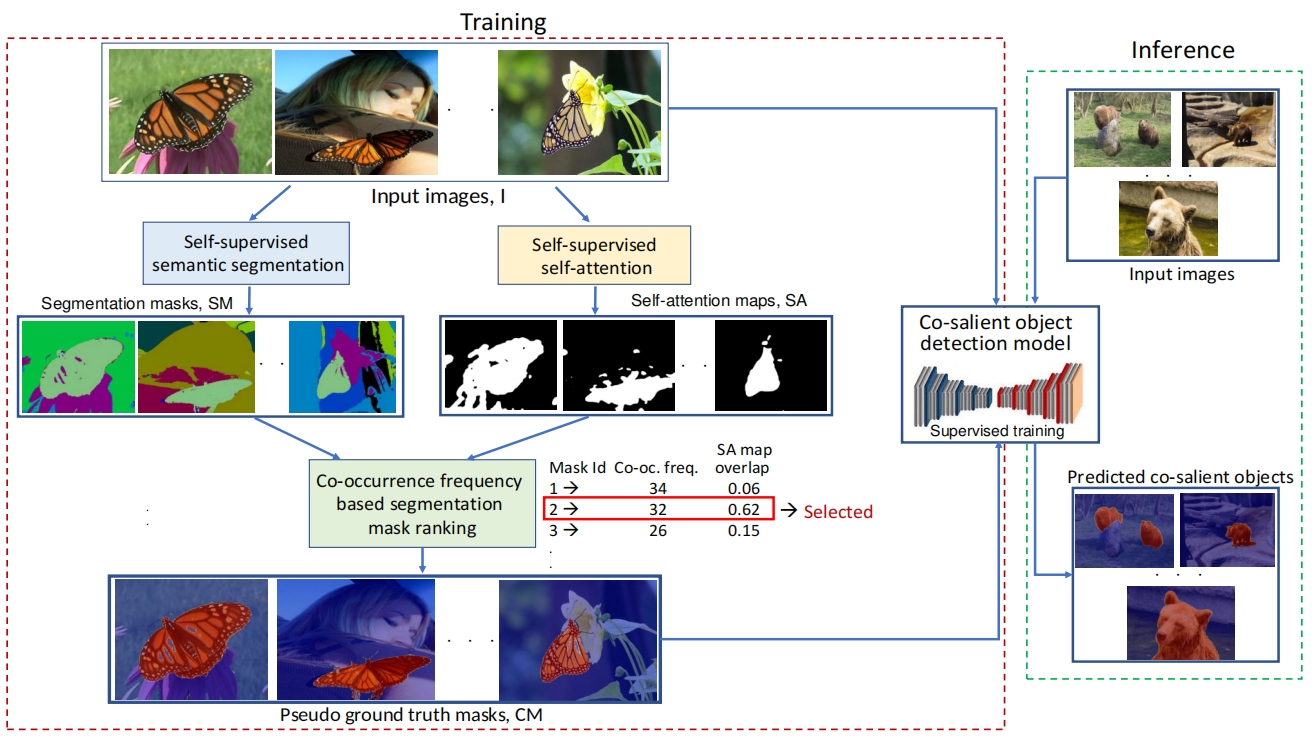 Training
Inference
Input images, I
Input images
Self-supervised
semantic segmentation
Self-supervised
self-attention
Segmentation masks, SM
Self-attention maps, SA
Co-salient object
detection model
Supervised training
Co-occurrence frequency
based segmentation
mask ranking
Mask Id Co-oc. freq. SA map overlap
1 → 34 0.06
2 → 32 0.62 → Selected
3 → 26 0.15
Predicted co-salient objects
Pseudo ground truth masks, CM